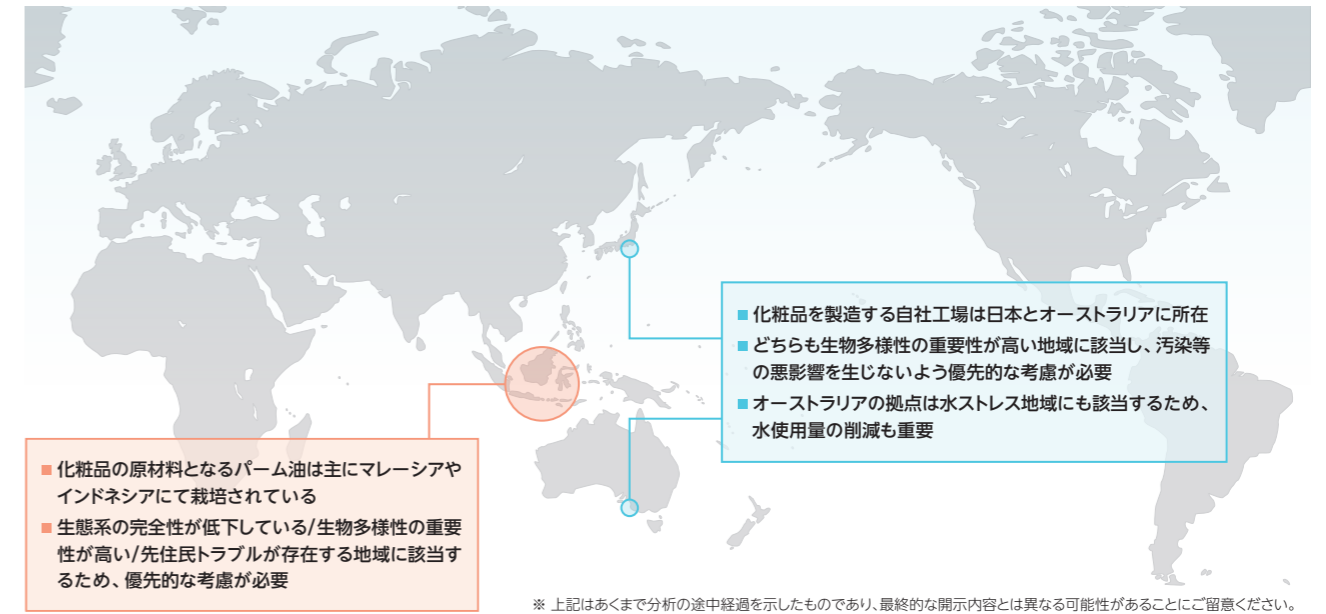 ■ 化粧品を製造する自社工場は日本とオーストラリアに所在
■ どちらも生物多様性の重要性が高い地域に該当し、汚染等
の悪影響を生じないよう優先的な考慮が必要
■ オーストラリアの拠点は水ストレス地域にも該当するため、
水使用量の削減も重要
■ 化粧品の原材料となるパーム油は主にマレーシアや
インドネシアにて栽培されている
■ 生態系の完全性が低下している/生物多様性の重要
性が高い/先住民トラブルが存在する地域に該当す
るため、優先的な考慮が必要
※ 上記はあくまで分析の途中経過を示したものであり、最終的な開示内容とは異なる可能性があることにご留意ください。